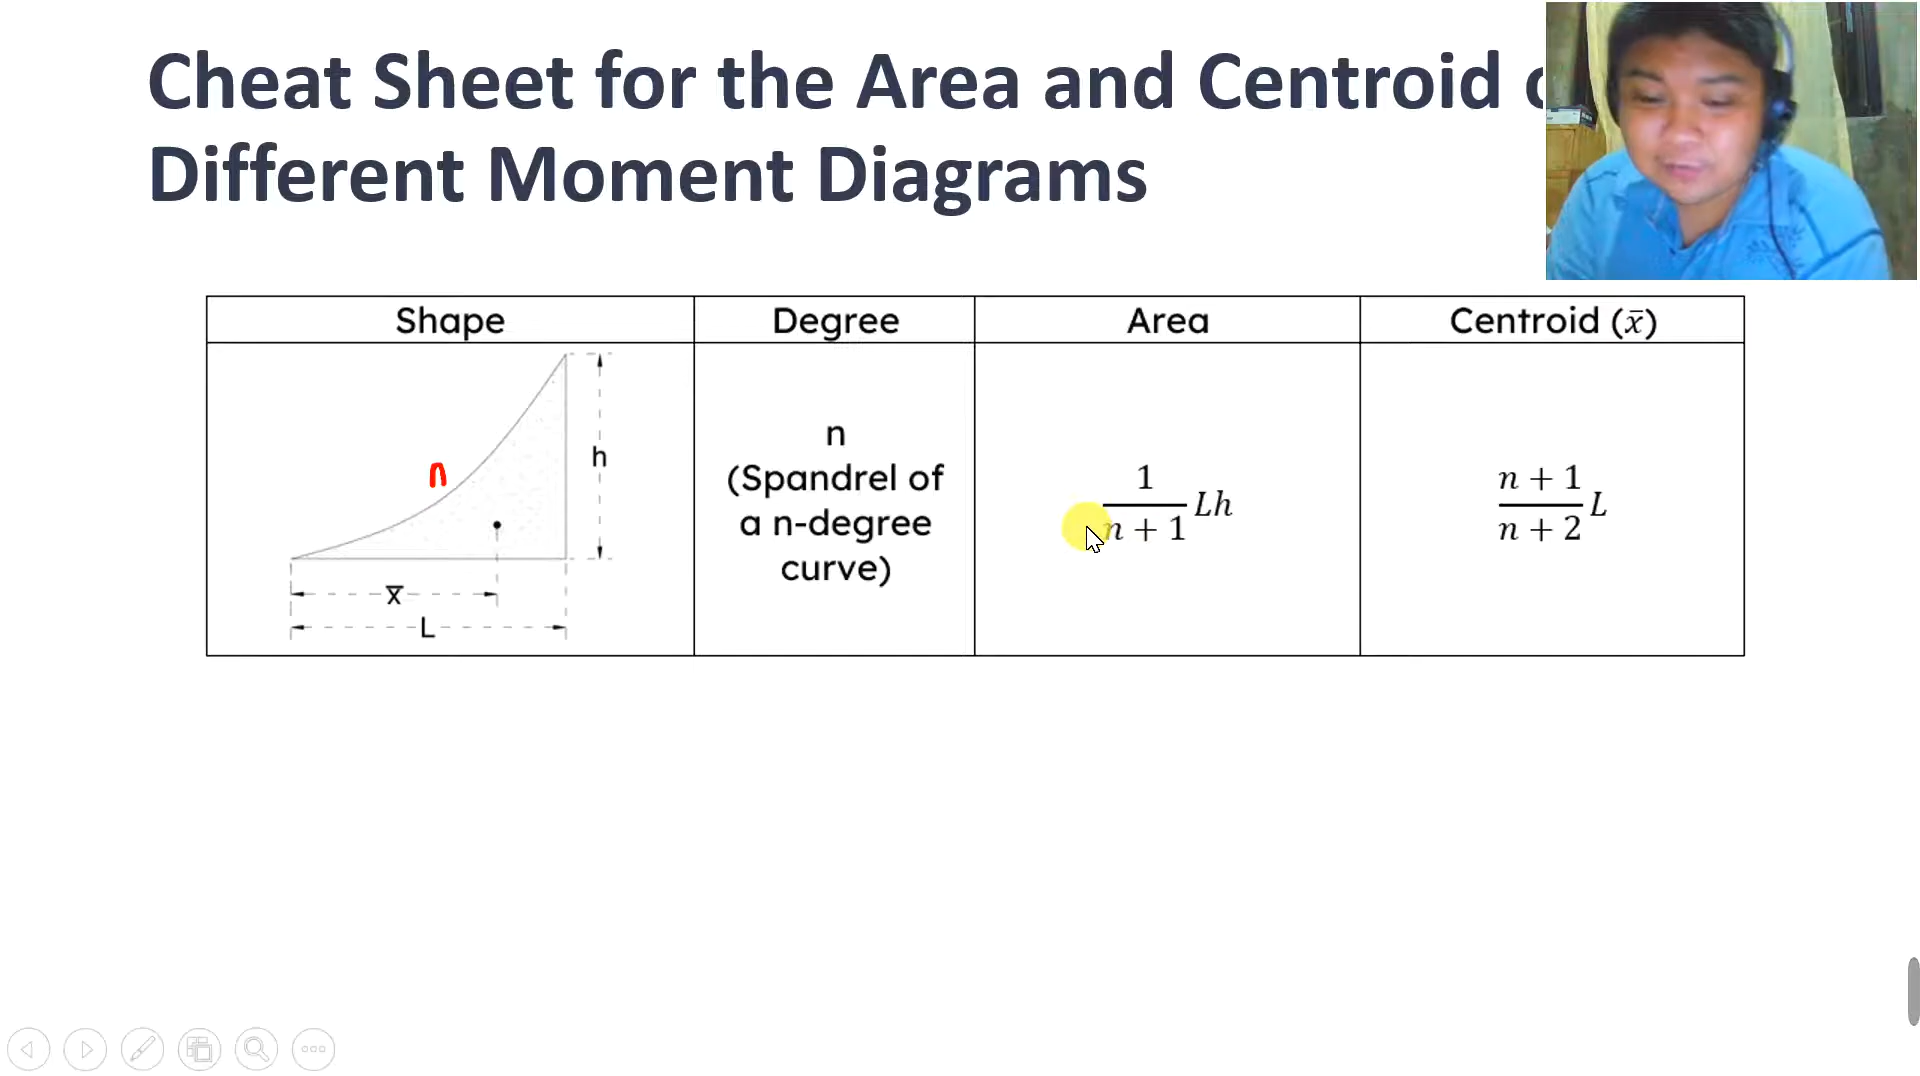 Cheat Sheet for the Area and Centroid
Different Moment Diagrams
Shape
Degree
Area
Centroid (x̄)
n
h
x̄
L
n
(Spandrel of
a n-degree
curve)
1
n + 1
Lh
n + 1
n + 2
L